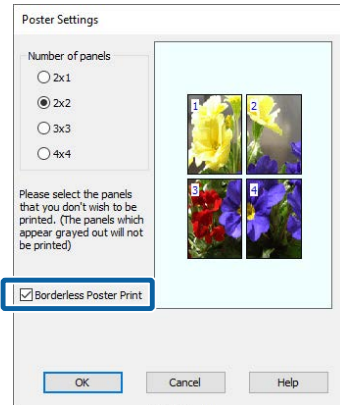 Poster Settings
Number of panels
2x1
2x2
3x3
4x4
Please select the panels
that you don't wish to be
printed. (The panels which
appear grayed out will not
be printed)
Borderless Poster Print
1
2
3
4
OK
Cancel
Help